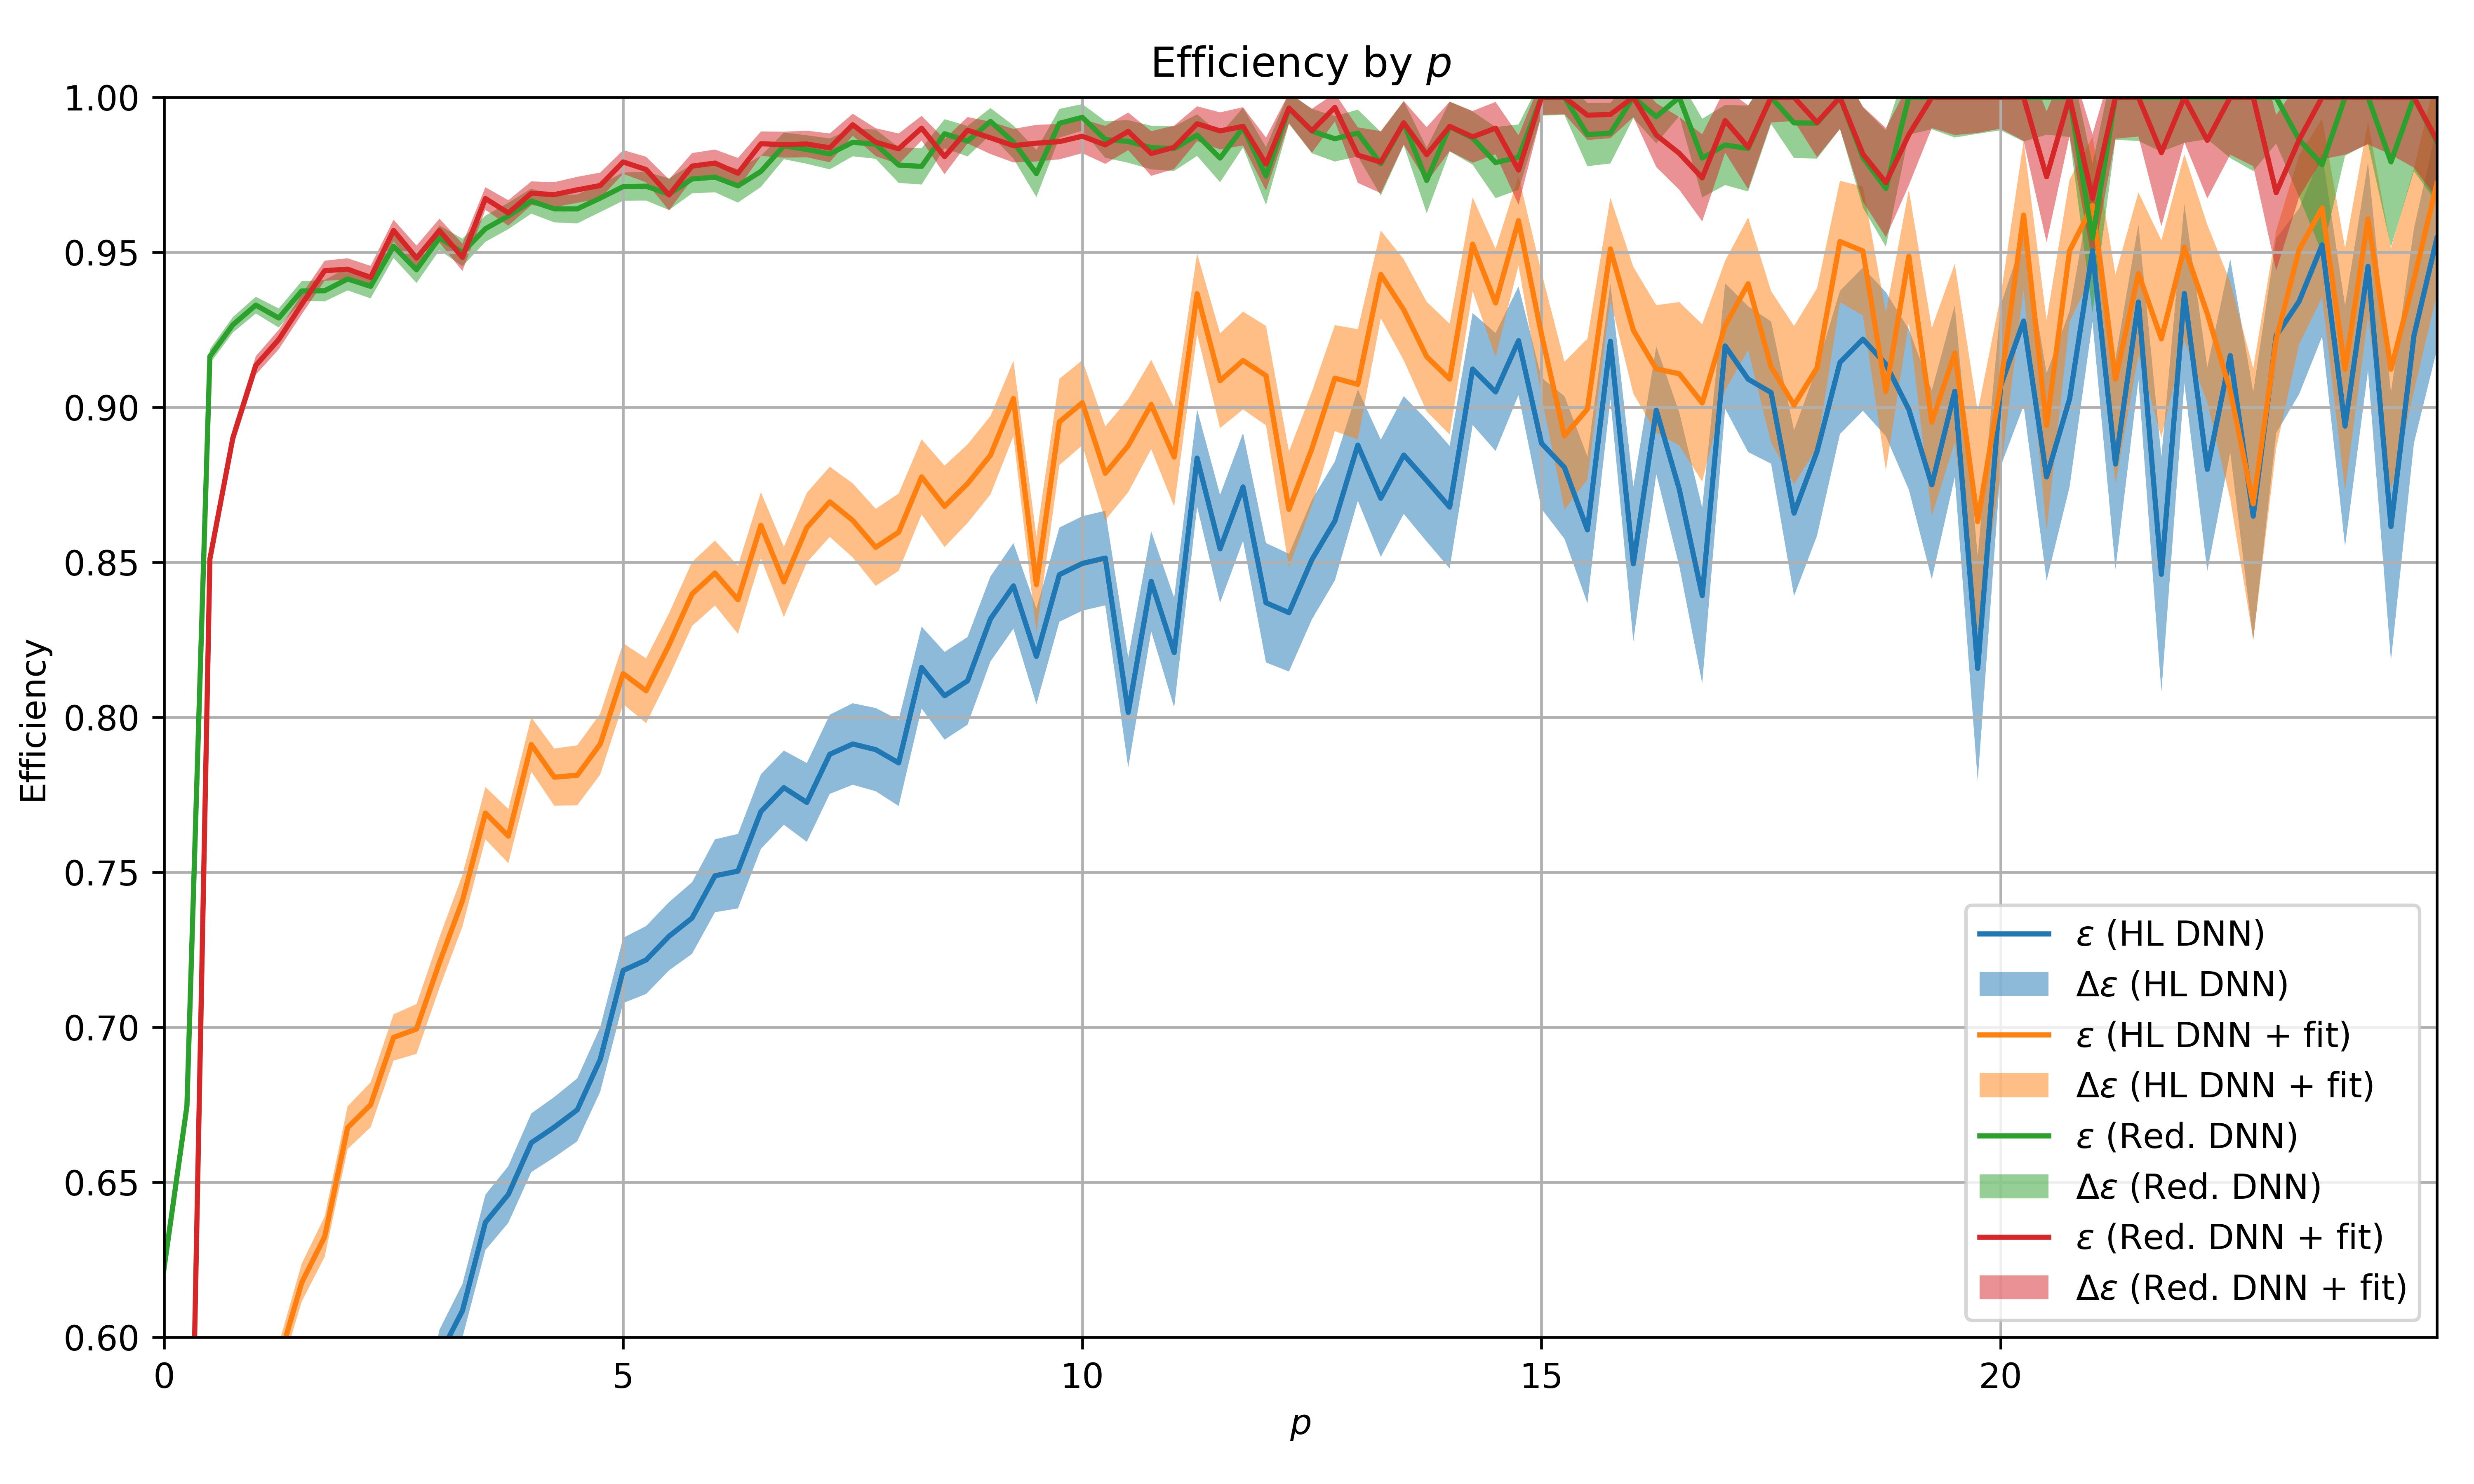 Efficiency by p
1.00
0.95
0.90
0.85
0.80
0.75
0.70
0.65
0.60
Efficiency
0 5 10 15 20
p
ε (HL DNN)
Δε (HL DNN)
ε (HL DNN + fit)
Δε (HL DNN + fit)
ε (Red. DNN)
Δε (Red. DNN)
ε (Red. DNN + fit)
Δε (Red. DNN + fit)